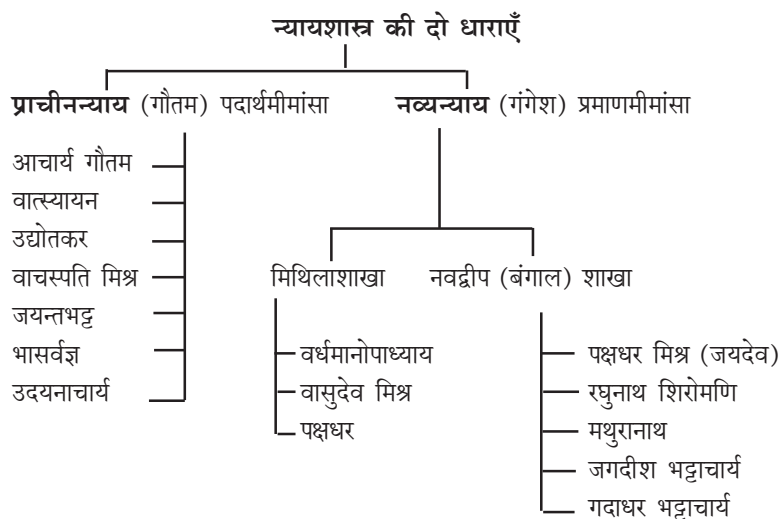 न्यायशास्त्र की दो धाराएँ
प्राचीनन्याय (गौतम) पदार्थमीमांसा
नव्यन्याय (गंगेश) प्रमाणमीमांसा
आचार्य गौतम
वात्स्यायन
उद्योतकर
वाचस्पति मिश्र
जयन्तभट्ट
भासर्वज्ञ
उदयनाचार्य
मिथिलाशाखा
नवद्वीप (बंगाल) शाखा
वर्धमानोपाध्याय
वासुदेव मिश्र
पक्षधर
पक्षधर मिश्र (जयदेव)
रघुनाथ शिरोमणि
मथुरानाथ
जगदीश भट्टाचार्य
गदाधर भट्टाचार्य